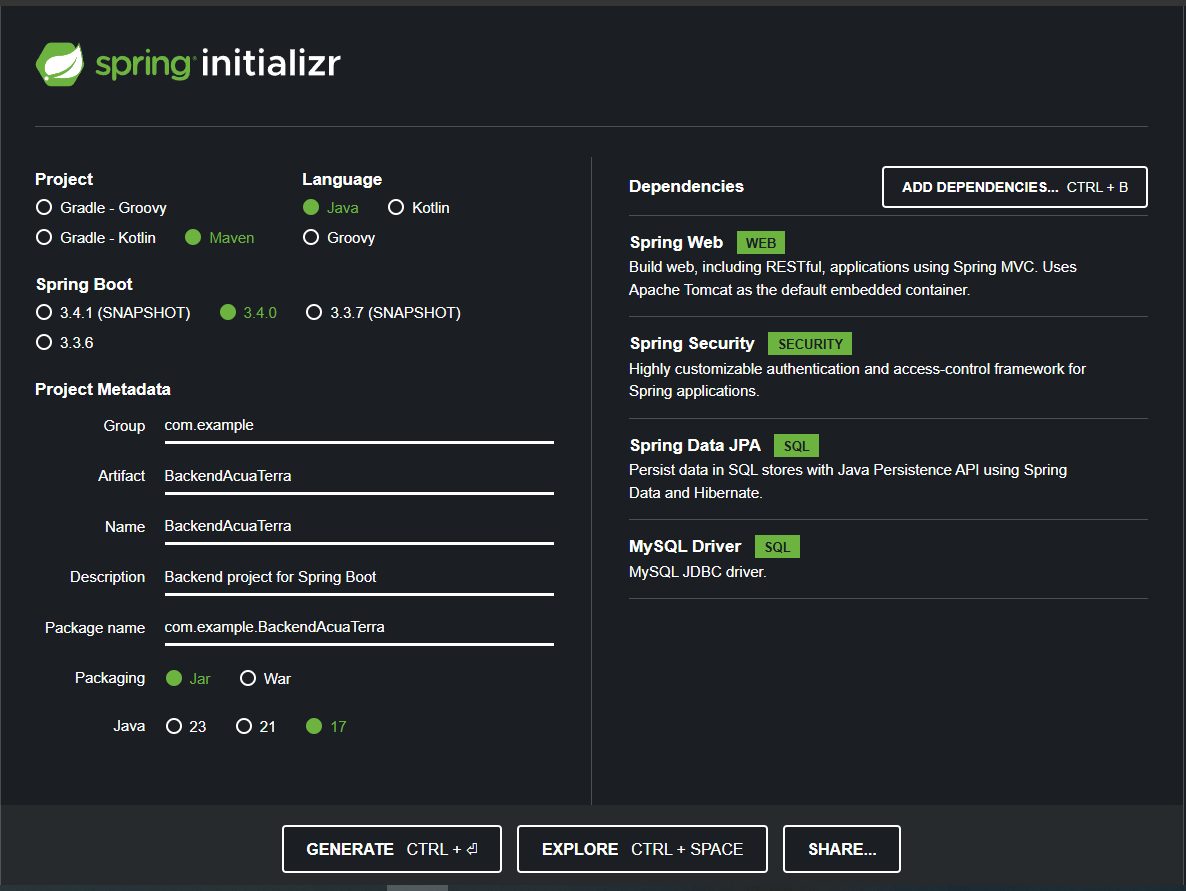 spring initializr
Project
Gradle - Groovy
Gradle - Kotlin Maven
Language
Java Kotlin
Groovy
Spring Boot
3.4.1 (SNAPSHOT) 3.4.0 3.3.7 (SNAPSHOT)
3.3.6
Project Metadata
Group com.example
Artifact BackendAcuaTerra
Name BackendAcuaTerra
Description Backend project for Spring Boot
Package name com.example.BackendAcuaTerra
Packaging Jar War
Java 23 21 17
Dependencies ADD DEPENDENCIES... CTRL + B
Spring Web WEB
Build web, including RESTful, applications using Spring MVC. Uses
Apache Tomcat as the default embedded container.
Spring Security SECURITY
Highly customizable authentication and access-control framework for
Spring applications.
Spring Data JPA SQL
Persist data in SQL stores with Java Persistence API using Spring
Data and Hibernate.
MySQL Driver SQL
MySQL JDBC driver.
GENERATE CTRL + ⏎ EXPLORE CTRL + SPACE SHARE...